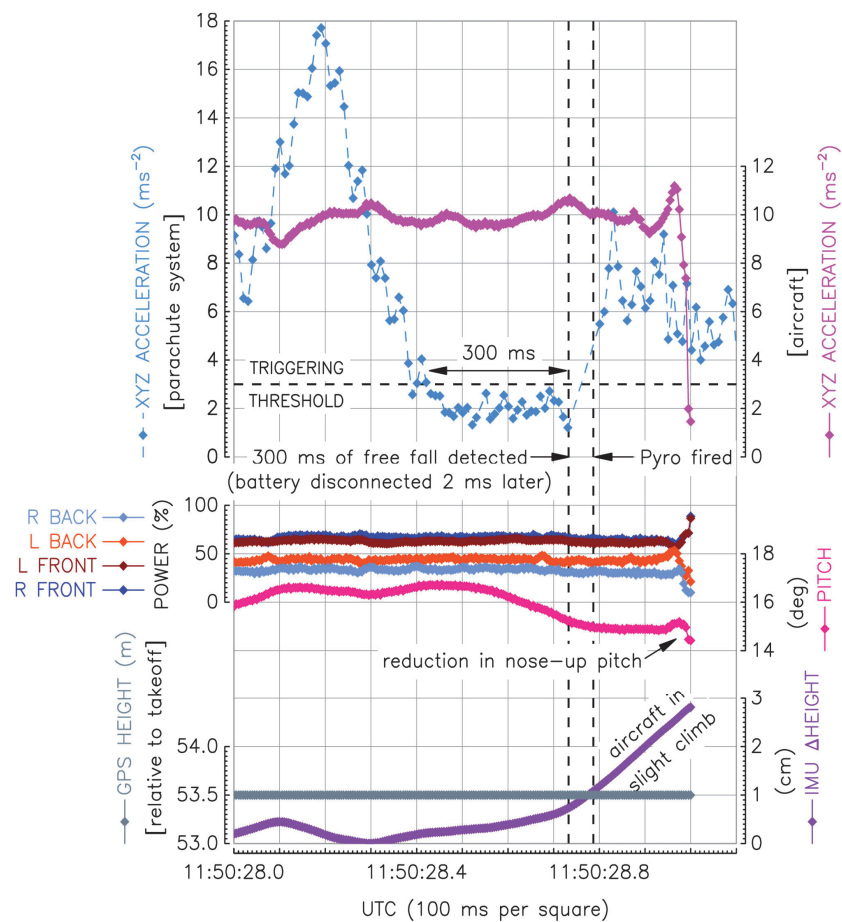 18
16
14
12
10
8
6
4
2
0
12
10
8
6
4
2
0
XYZ ACCELERATION (ms⁻²)
[parachute system]
[aircraft]
XYZ ACCELERATION (ms⁻²)
300 ms
TRIGGERING
THRESHOLD
300 ms of free fall detected
Pyro fired
(battery disconnected 2 ms later)
R BACK
L BACK
L FRONT
R FRONT
POWER (%)
100
50
0
18
16
14
(deg)
PITCH
reduction in nose-up pitch
GPS HEIGHT (m)
[relative to takeoff]
54.0
53.5
53.0
3
2
1
0
(cm)
IMU ΔHEIGHT
aircraft in
slight climb
11:50:28.0
11:50:28.4
11:50:28.8
UTC (100 ms per square)